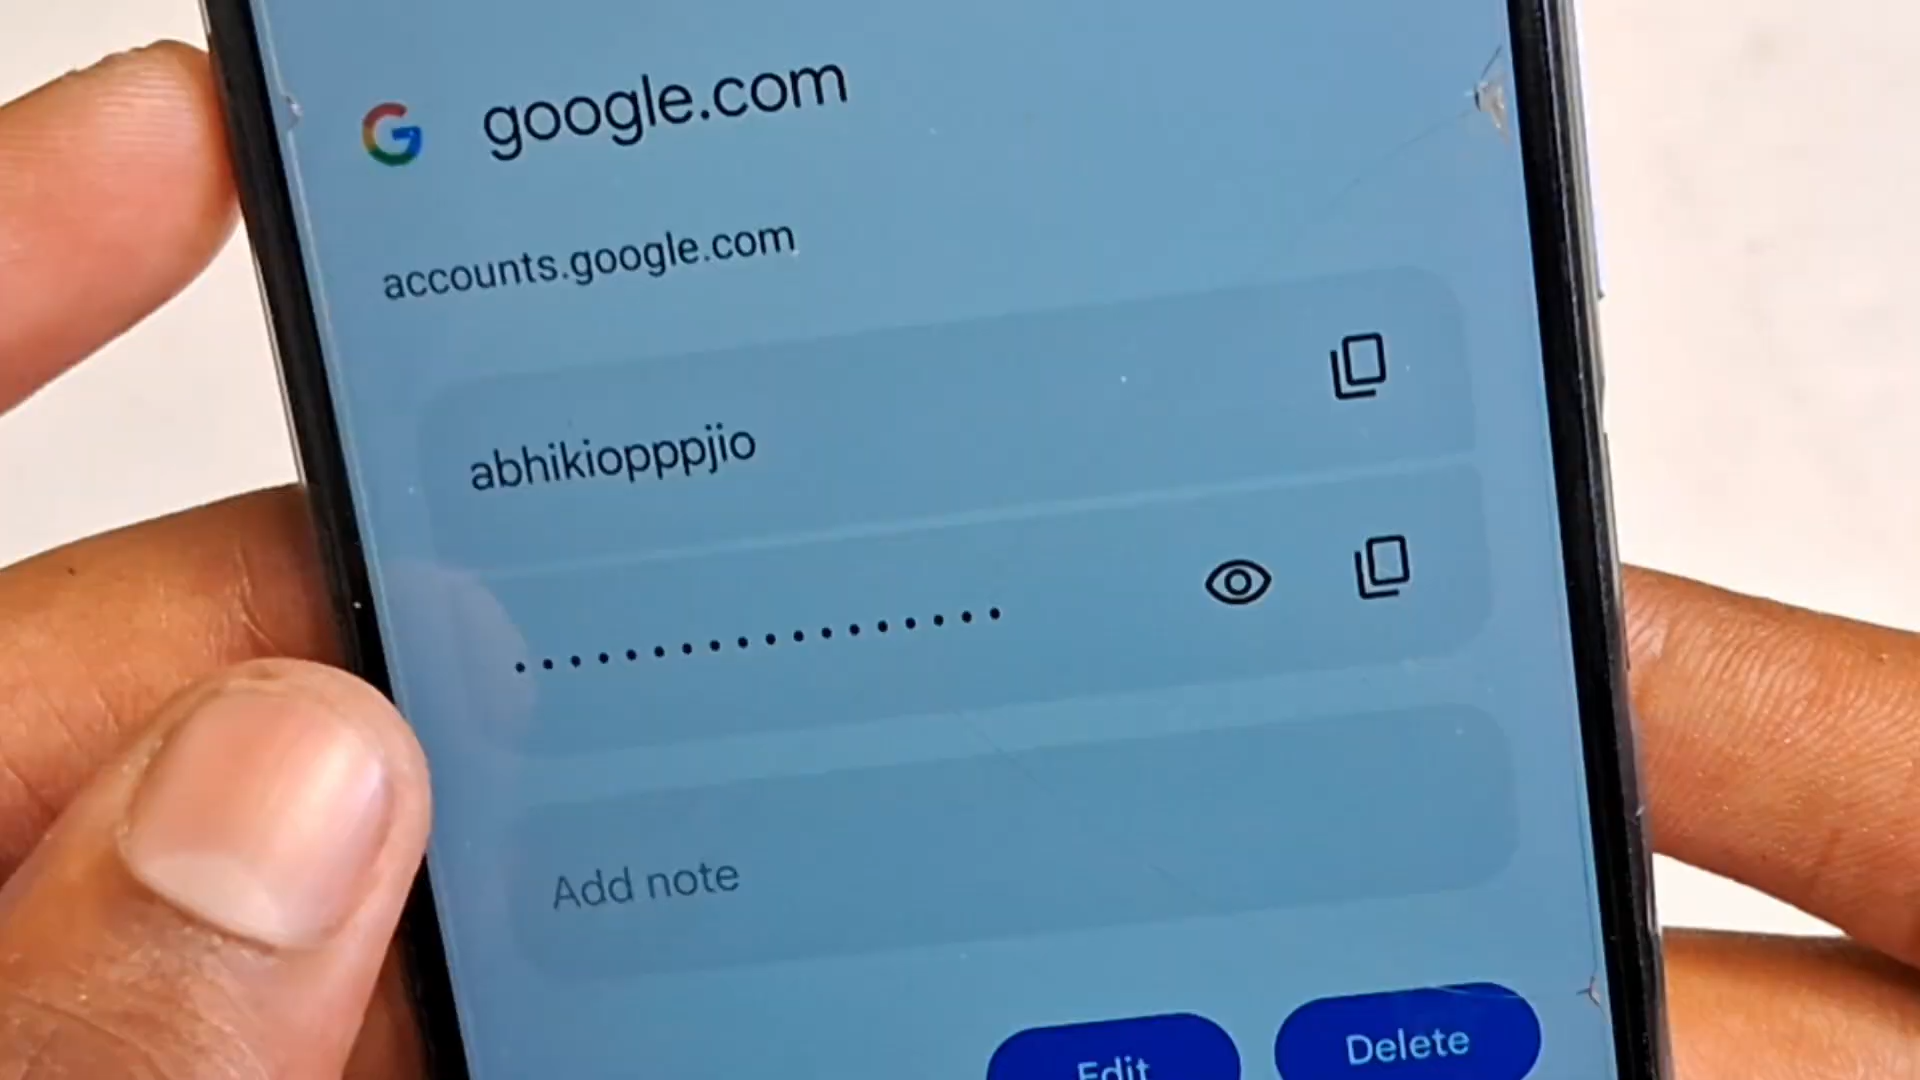 google.com
accounts.google.com
abhikiopppjio
••••••••••••••••••
Add note
Edit
Delete